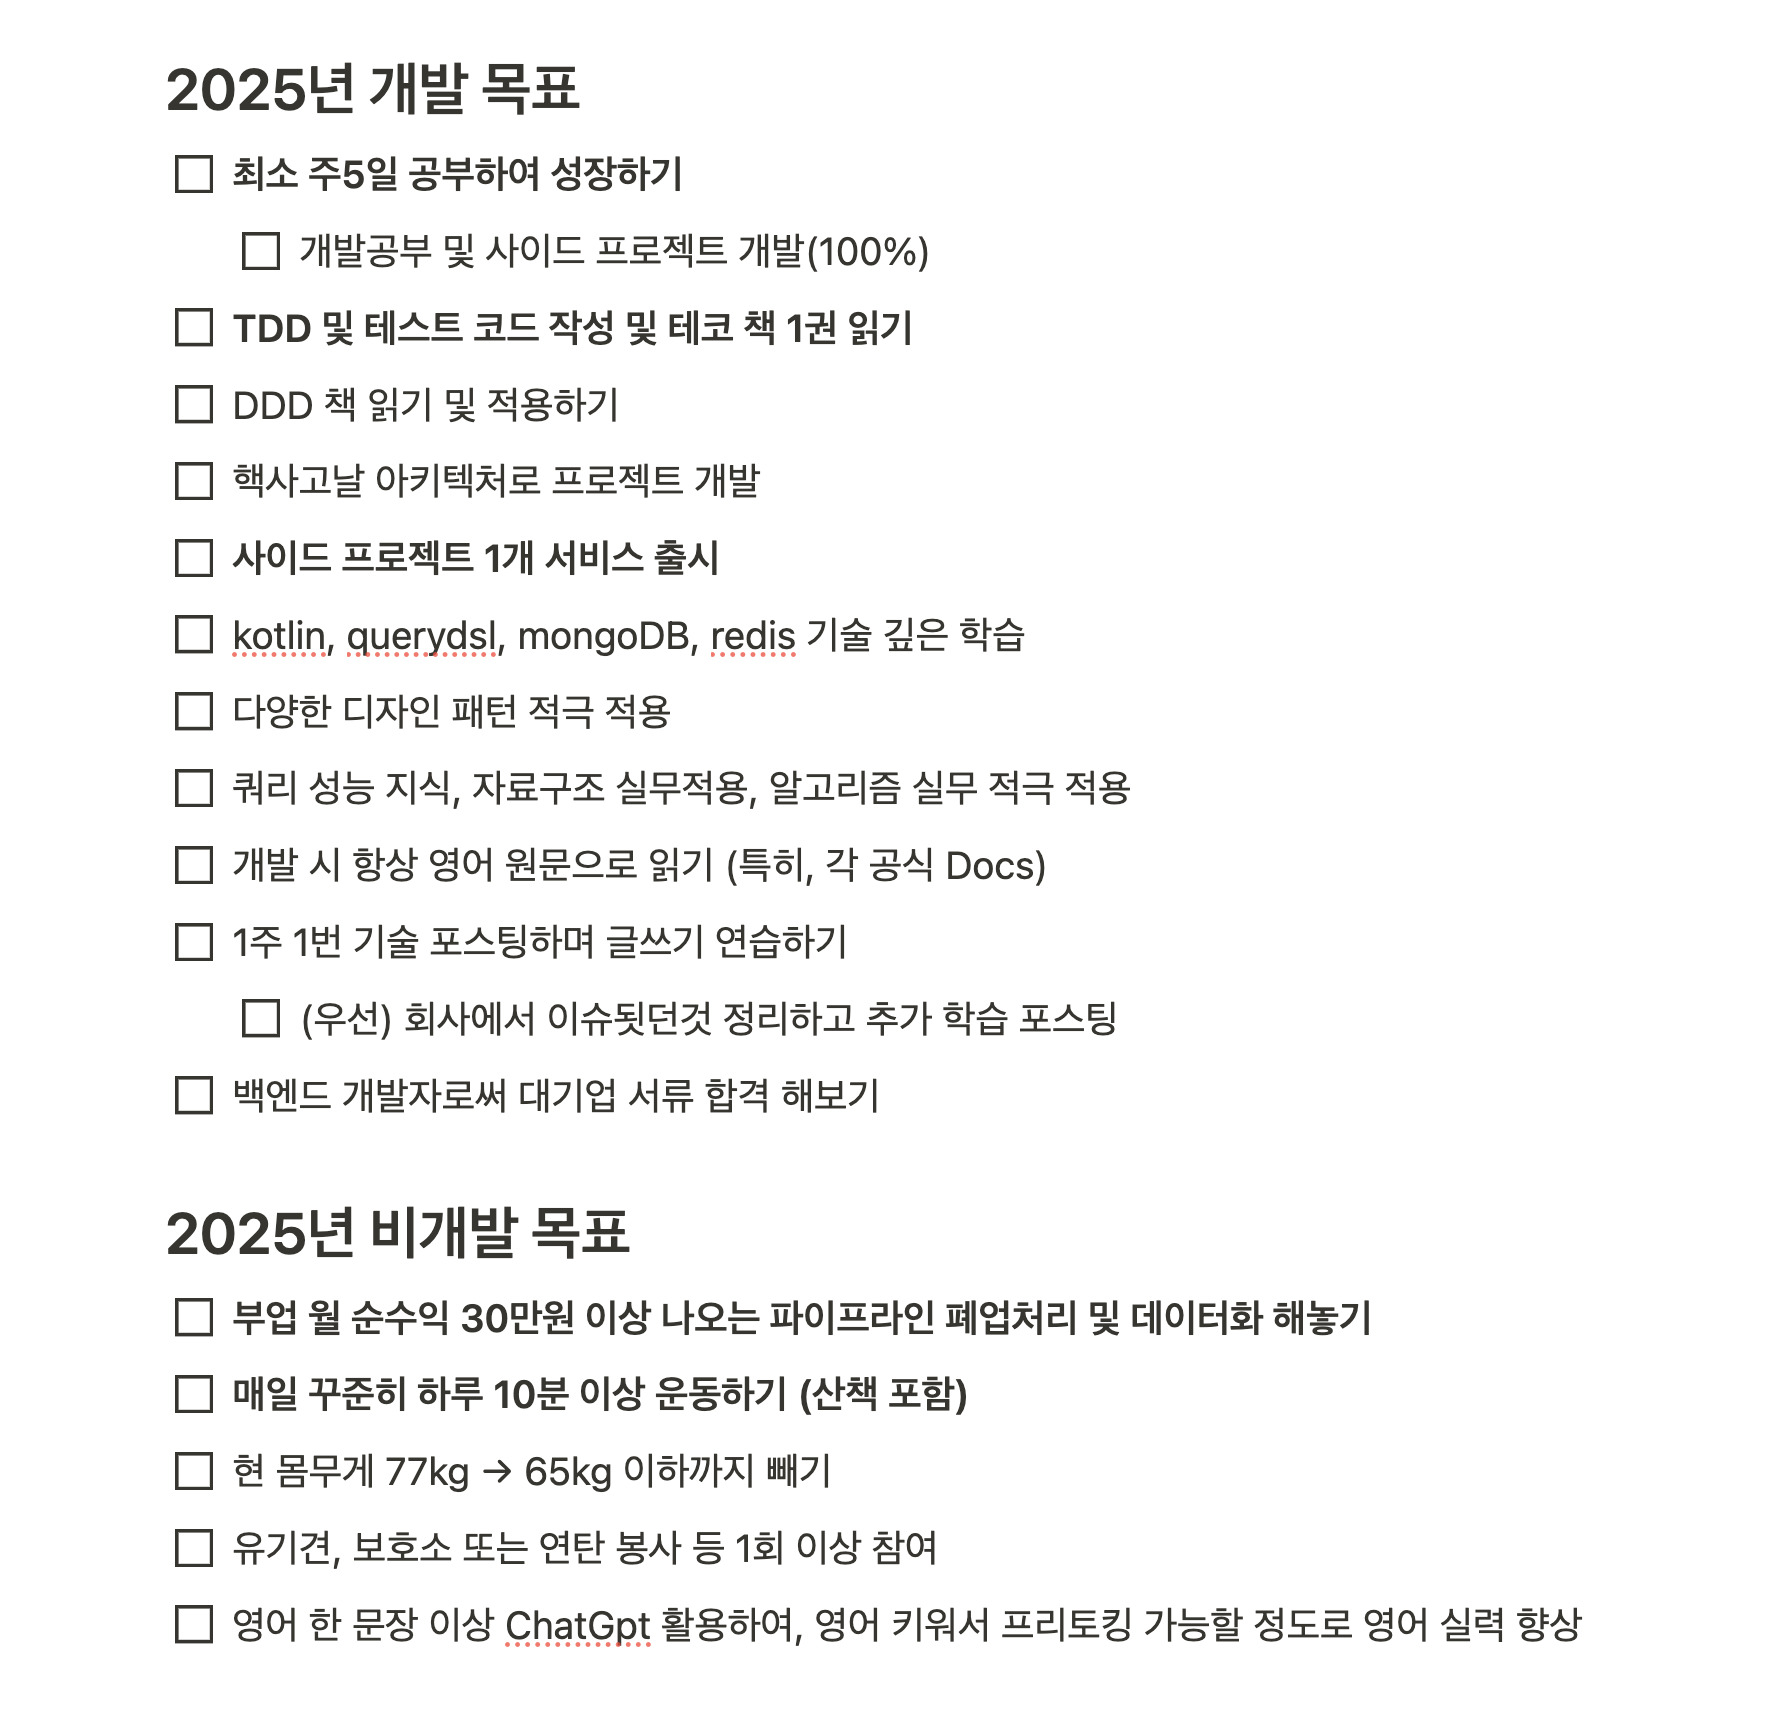 2025년 개발 목표
최소 주5일 공부하여 성장하기
개발공부 및 사이드 프로젝트 개발(100%)
TDD 및 테스트 코드 작성 및 테코 책 1권 읽기
DDD 책 읽기 및 적용하기
핵사고날 아키텍처로 프로젝트 개발
사이드 프로젝트 1개 서비스 출시
kotlin, querydsl, mongoDB, redis 기술 깊은 학습
다양한 디자인 패턴 적극 적용
쿼리 성능 지식, 자료구조 실무적용, 알고리즘 실무 적극 적용
개발 시 항상 영어 원문으로 읽기 (특히, 각 공식 Docs)
1주 1번 기술 포스팅하며 글쓰기 연습하기
(우선) 회사에서 이슈됫던것 정리하고 추가 학습 포스팅
백엔드 개발자로써 대기업 서류 합격 해보기
2025년 비개발 목표
부업 월 순수익 30만원 이상 나오는 파이프라인 폐업처리 및 데이터화 해놓기
매일 꾸준히 하루 10분 이상 운동하기 (산책 포함)
현 몸무게 77kg → 65kg 이하까지 빼기
유기견, 보호소 또는 연탄 봉사 등 1회 이상 참여
영어 한 문장 이상 ChatGpt 활용하여, 영어 키워서 프리토킹 가능할 정도로 영어 실력 향상